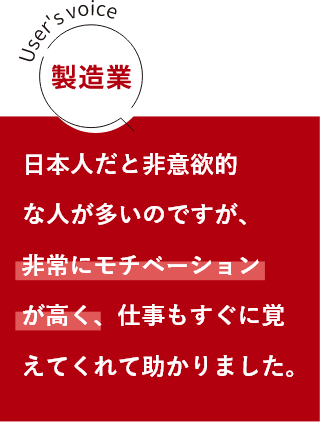 User's voice
製造業
日本人だと非意欲的
な人が多いのですが、
非常にモチベーション
が高く、仕事もすぐに覚
えてくれて助かりました。